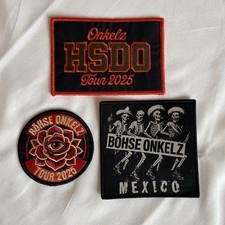 Onkelz
HSDO
Tour 2025
BÖHSE ONKELZ
TOUR 2025
BÖHSE ONKELZ
MEXICO